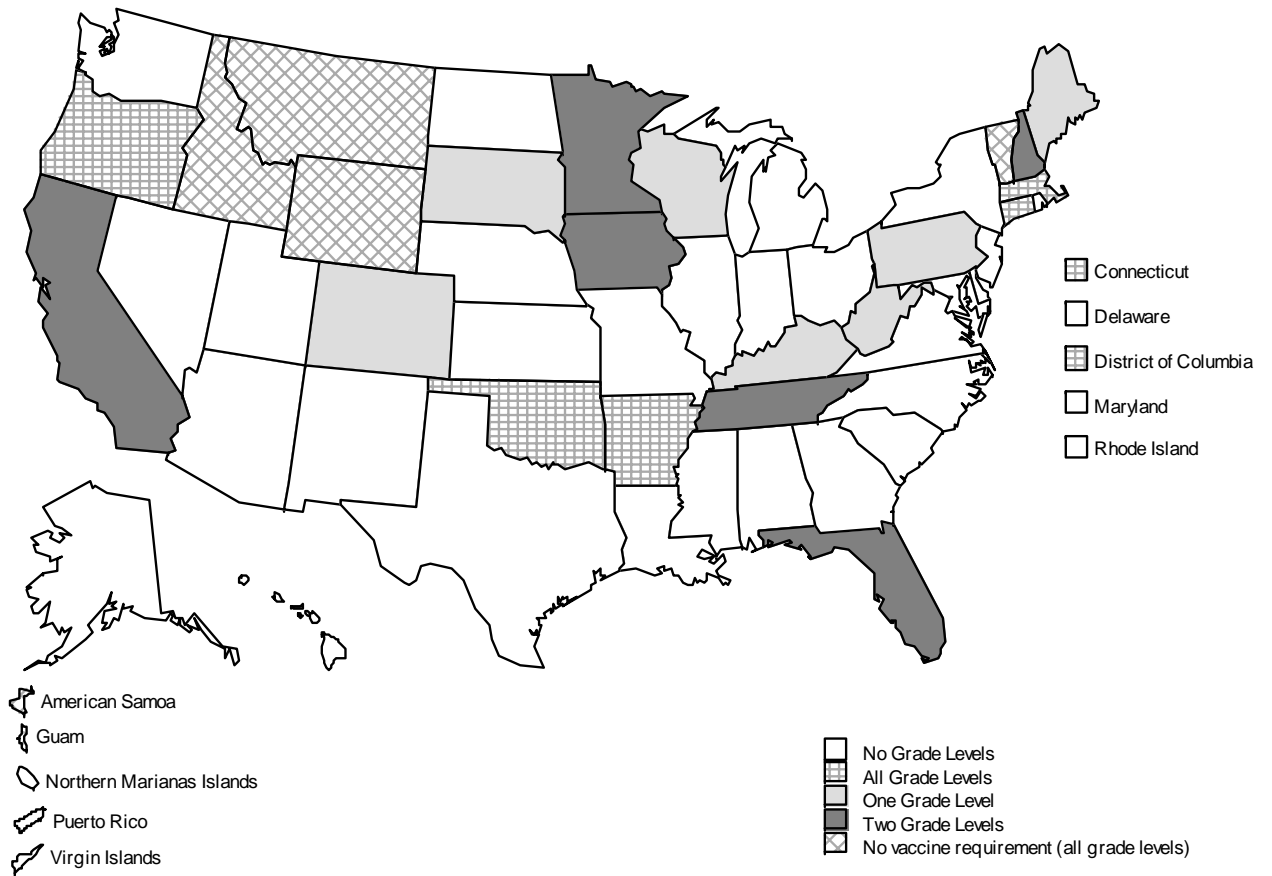 Connecticut
Delaware
District of Columbia
Maryland
Rhode Island
American Samoa
Guam
Northern Marianas Islands
Puerto Rico
Virgin Islands
No Grade Levels
All Grade Levels
One Grade Level
Two Grade Levels
No vaccine requirement (all grade levels)